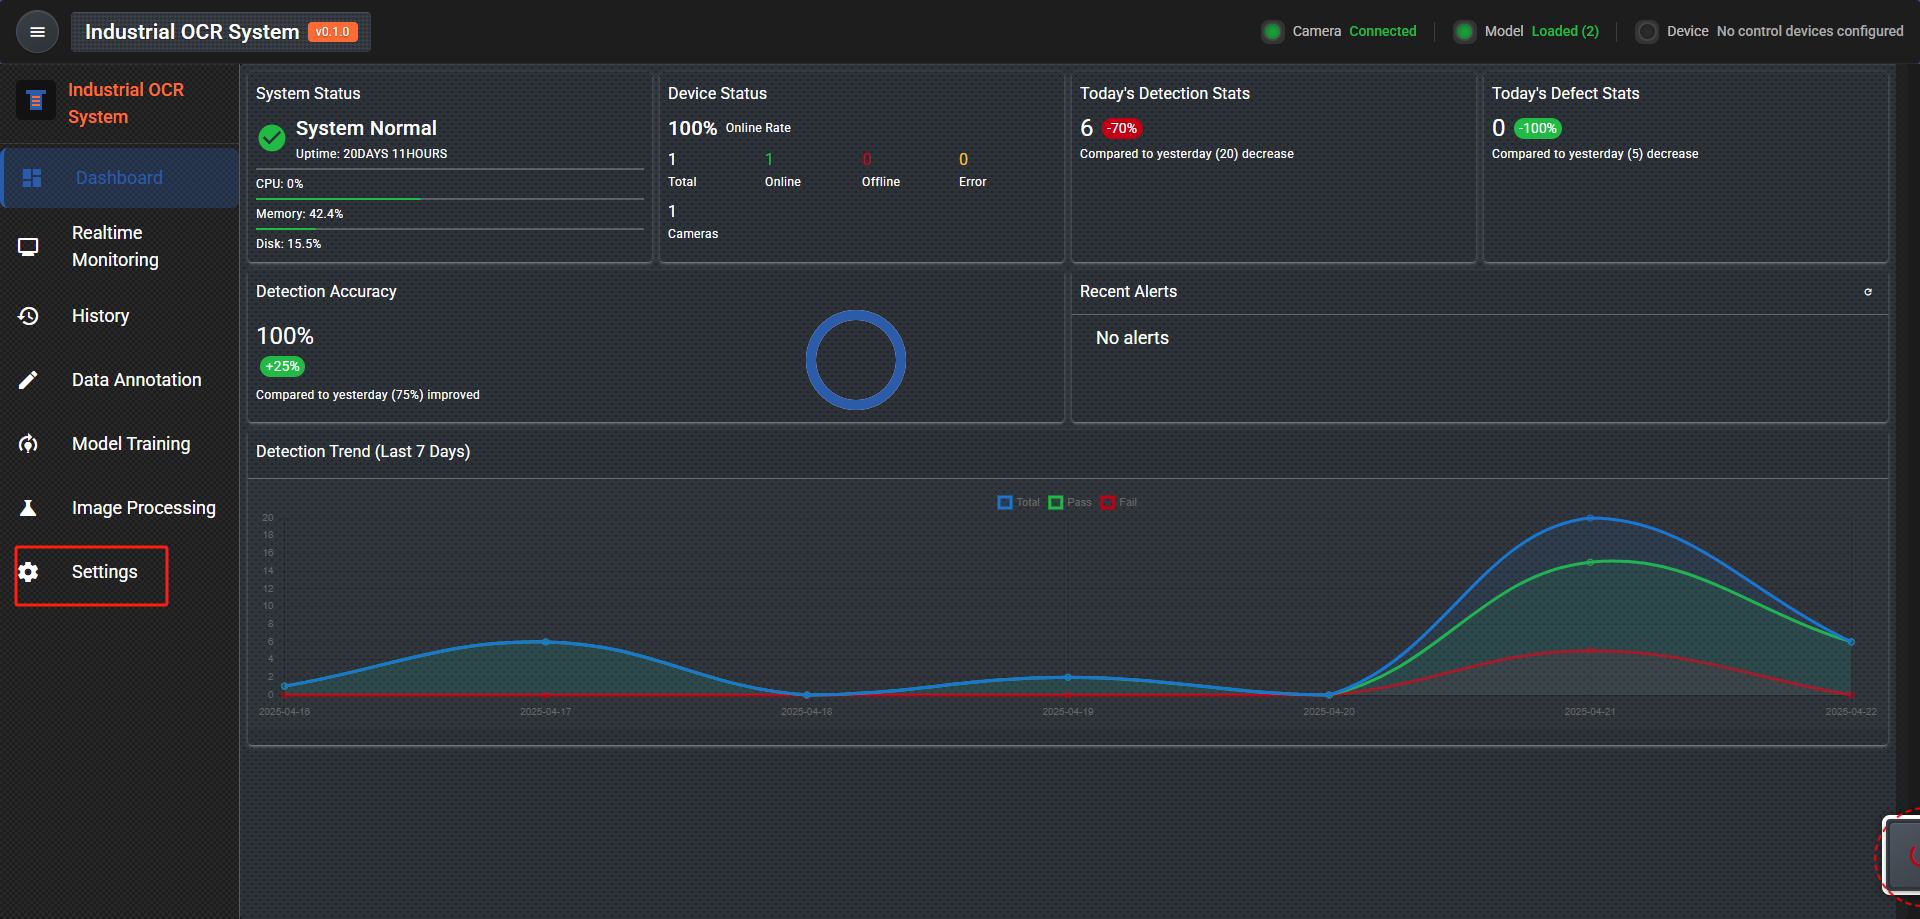 Industrial OCR System v0.1.0
Camera Connected
Model Loaded (2)
Device No control devices configured
Industrial OCR
System
Dashboard
Realtime
Monitoring
History
Data Annotation
Model Training
Image Processing
Settings
System Status
System Normal
Uptime: 20DAYS 11HOURS
CPU: 0%
Memory: 42.4%
Disk: 15.5%
Device Status
100% Online Rate
1 1 0 0
Total Online Offline Error
1
Cameras
Today's Detection Stats
6 -70%
Compared to yesterday (20) decrease
Today's Defect Stats
0 -100%
Compared to yesterday (5) decrease
Detection Accuracy
100%
+25%
Compared to yesterday (75%) improved
Recent Alerts
No alerts
Detection Trend (Last 7 Days)
Total Pass Fail
20
18
16
14
12
10
8
6
4
2
0
2025-04-16 2025-04-17 2025-04-18 2025-04-19 2025-04-20 2025-04-21 2025-04-22